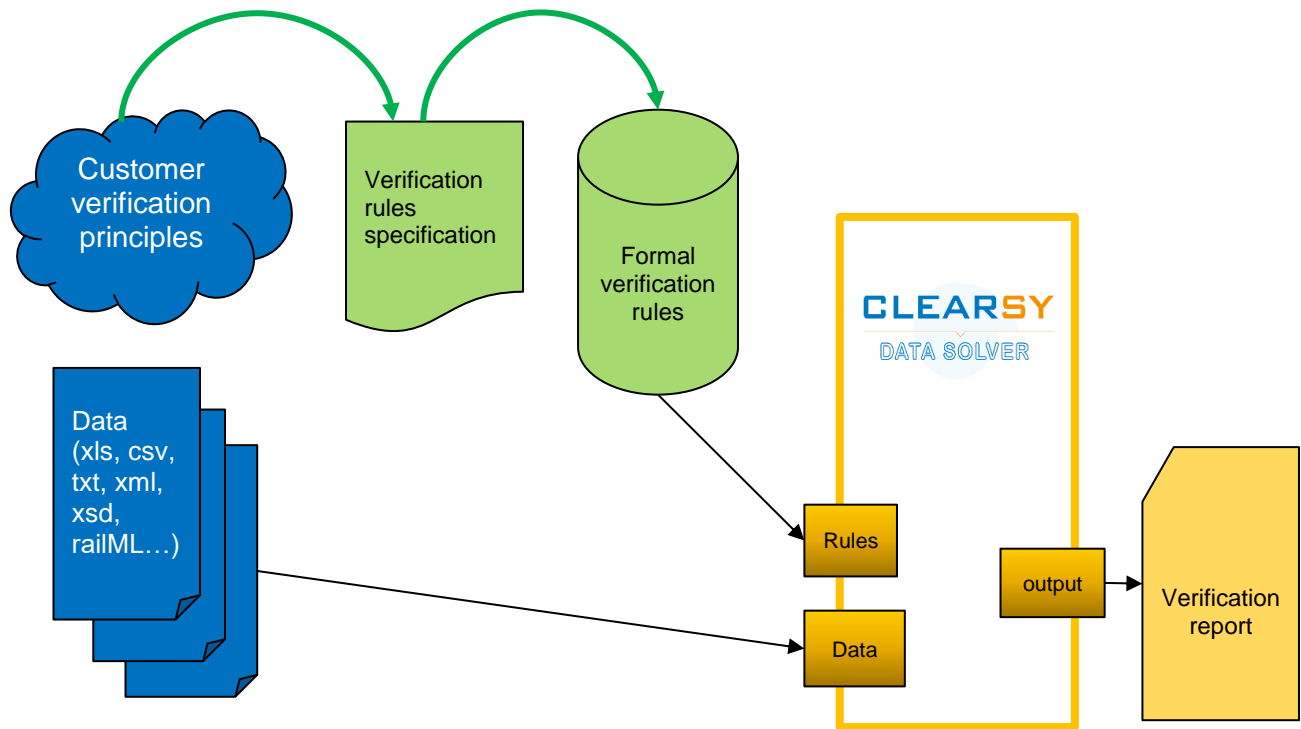 Customer
verification
principles
Verification
rules
specification
Formal
verification
rules
CLEARSY
DATA SOLVER
Data
(xls, csv,
txt, xml,
xsd,
railML…)
Rules
Data
output
Verification
report